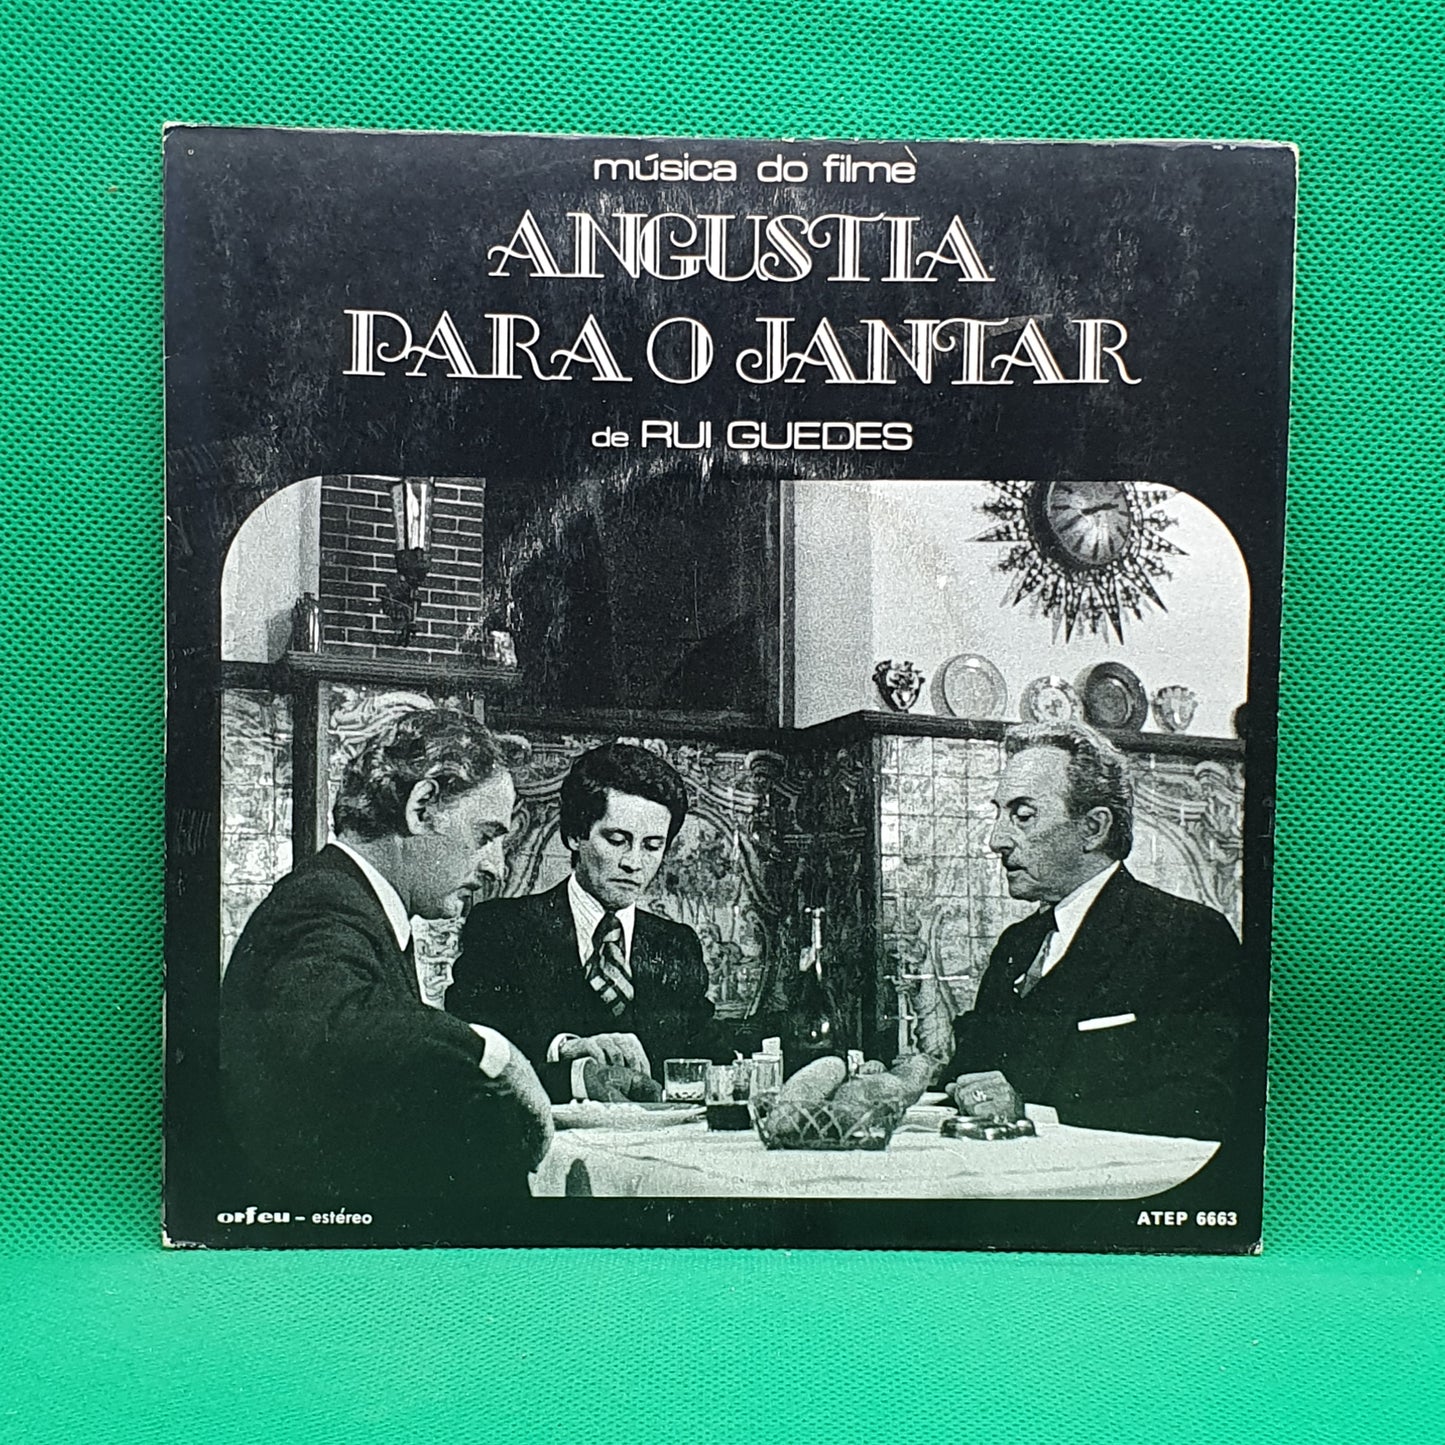 música do filme
ANGUSTIA
PARA O JANTAR
de RUI GUEDES
orfeu – estéreo
ATEP 6663